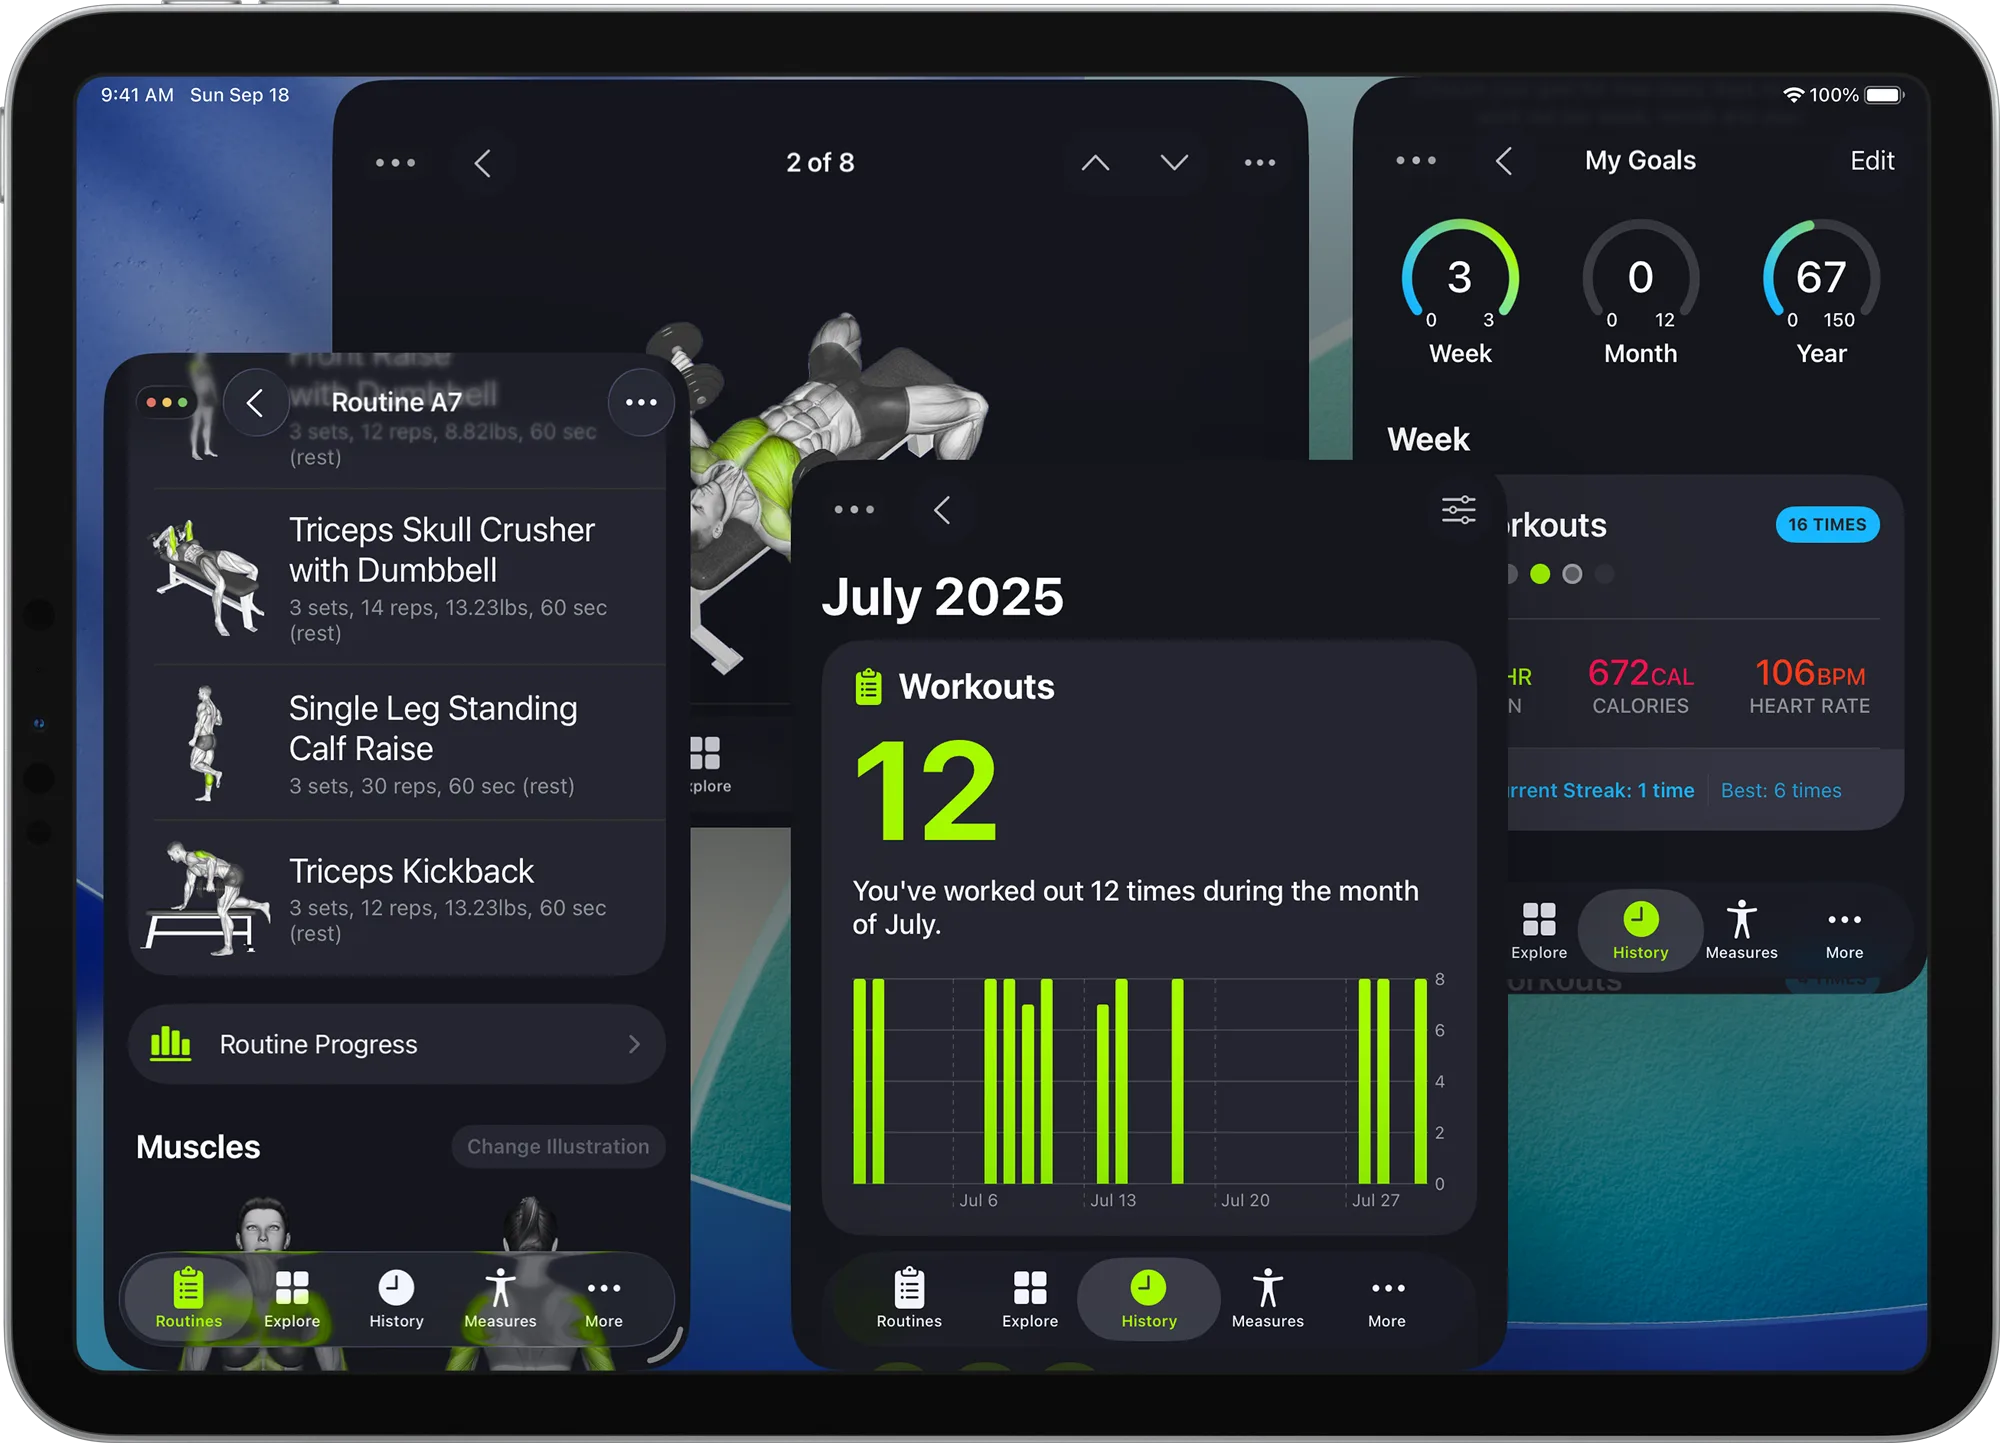 9:41 AM Sun Sep 18
100%
2 of 8
My Goals
Edit
3
0 3
Week
0
0 12
Month
67
0 150
Year
Week
rkouts
16 TIMES
HR
N
672CAL
CALORIES
106BPM
HEART RATE
rrent Streak: 1 time
Best: 6 times
Explore
History
Measures
More
Front Raise
with Dumbbell
Routine A7
3 sets, 12 reps, 8.82lbs, 60 sec
(rest)
Triceps Skull Crusher
with Dumbbell
3 sets, 14 reps, 13.23lbs, 60 sec
(rest)
Single Leg Standing
Calf Raise
3 sets, 30 reps, 60 sec (rest)
Triceps Kickback
3 sets, 12 reps, 13.23lbs, 60 sec
(rest)
Routine Progress
Muscles
Change Illustration
Routines
Explore
History
Measures
More
xplore
July 2025
Workouts
12
You've worked out 12 times during the month
of July.
8
6
4
2
0
Jul 6
Jul 13
Jul 20
Jul 27
Routines
Explore
History
Measures
More